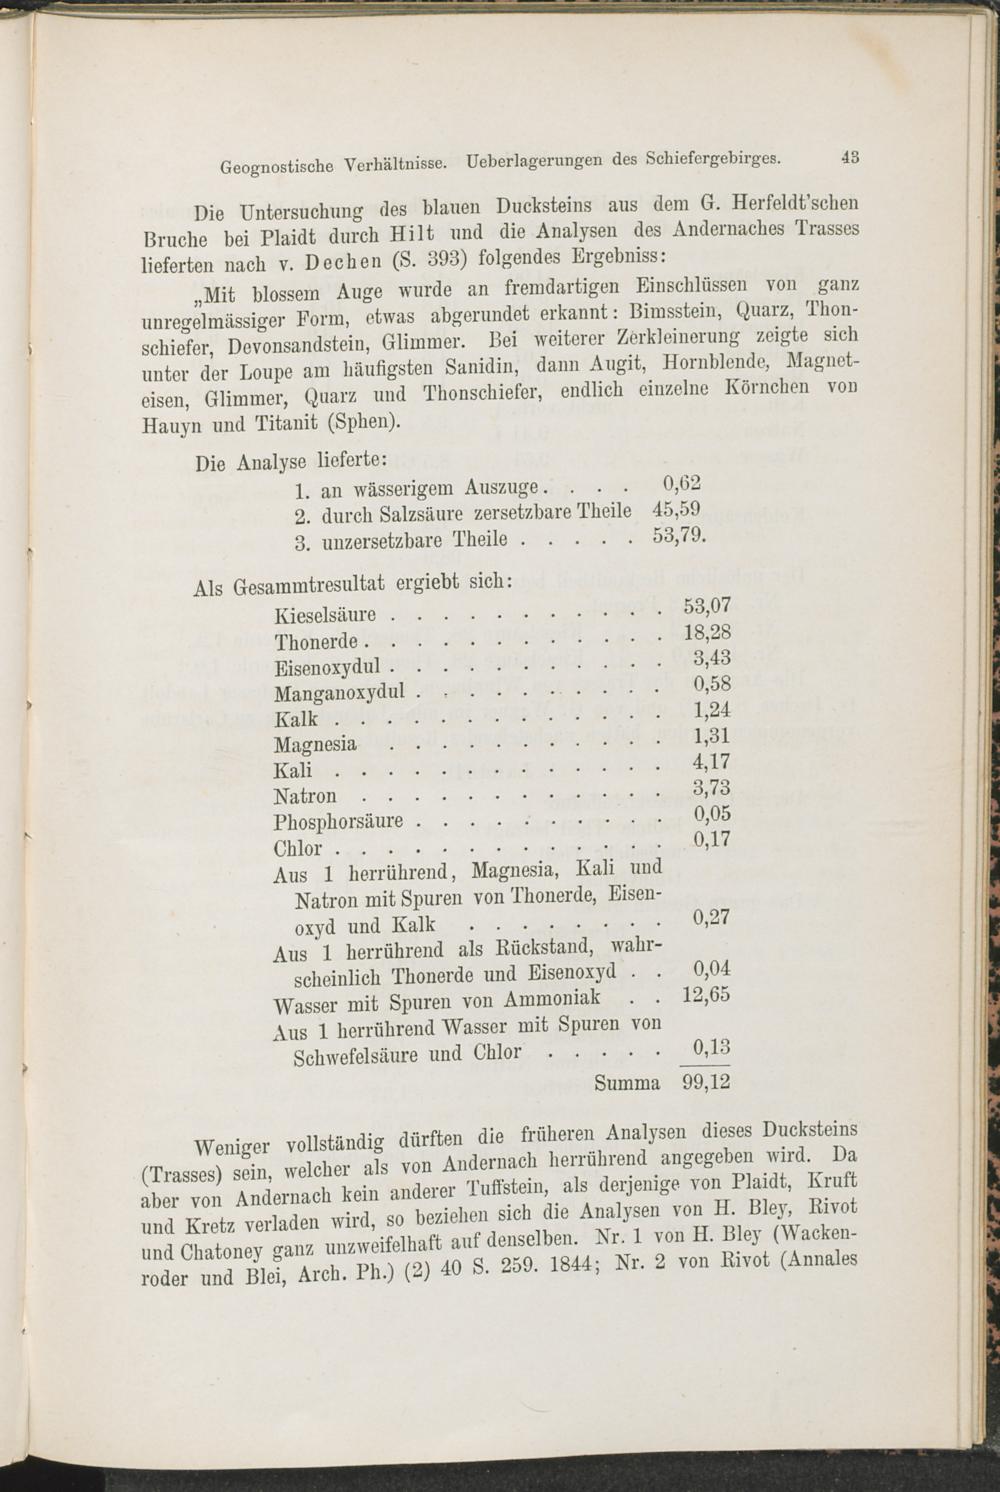 Geognostische Verhältnisse. Ueberlagerungen des Schiefergebirges. 43
Die Untersuchung des blauen Ducksteins aus dem G. Herfeldt'schen
Bruche bei Plaidt durch Hilt und die Analysen des Andernaches Trasses
lieferten nach v. Dechen (S. 393) folgendes Ergebniss:
„Mit blossem Auge wurde an fremdartigen Einschlüssen von ganz
unregelmässiger Form, etwas abgerundet erkannt: Bimsstein, Quarz, Thon-
schiefer, Devonsandstein, Glimmer. Bei weiterer Zerkleinerung zeigte sich
unter der Loupe am häufigsten Sanidin, dann Augit, Hornblende, Magnet-
eisen, Glimmer, Quarz und Thonschiefer, endlich einzelne Körnchen von
Hauyn und Titanit (Sphen).
Die Analyse lieferte:
1. an wässerigem Auszuge . . . . 0,62
2. durch Salzsäure zersetzbare Theile 45,59
3. unzersetzbare Theile . . . . . 53,79.
Als Gesammtresultat ergiebt sich:
Kieselsäure . . . . . . . . . . . 53,07
Thonerde . . . . . . . . . . . . 18,28
Eisenoxydul . . . . . . . . . . . 3,43
Manganoxydul . . . . . . . . . . 0,58
Kalk . . . . . . . . . . . . . 1,24
Magnesia . . . . . . . . . . . 1,31
Kali . . . . . . . . . . . . . 4,17
Natron . . . . . . . . . . . . 3,73
Phosphorsäure . . . . . . . . . . 0,05
Chlor . . . . . . . . . . . . . 0,17
Aus 1 herrührend, Magnesia, Kali und
Natron mit Spuren von Thonerde, Eisen-
oxyd und Kalk . . . . . . . . 0,27
Aus 1 herrührend als Rückstand, wahr-
scheinlich Thonerde und Eisenoxyd . . 0,04
Wasser mit Spuren von Ammoniak . . 12,65
Aus 1 herrührend Wasser mit Spuren von
Schwefelsäure und Chlor . . . . . 0,13
Summa 99,12
Weniger vollständig dürften die früheren Analysen dieses Ducksteins
(Trasses) sein, welcher als von Andernach herrührend angegeben wird. Da
aber von Andernach kein anderer Tuffstein, als derjenige von Plaidt, Kruft
und Kretz verladen wird, so beziehen sich die Analysen von H. Bley, Rivot
und Chatoney ganz unzweifelhaft auf denselben. Nr. 1 von H. Bley (Wacken-
roder und Blei, Arch. Ph.) (2) 40 S. 259. 1844; Nr. 2 von Rivot (Annales